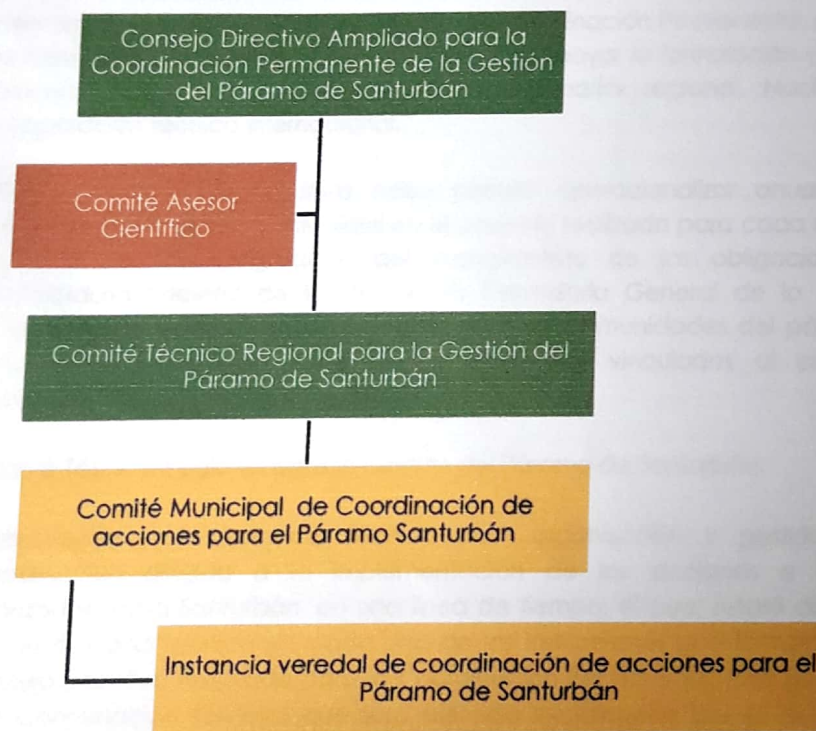 Consejo Directivo Ampliado para la
Coordinación Permanente de la Gestión
del Páramo de Santurbán
Comité Asesor
Científico
Comité Técnico Regional para la Gestión del
Páramo de Santurbán
Comité Municipal de Coordinación de
acciones para el Páramo Santurbán
Instancia veredal de coordinación de acciones para el
Páramo de Santurbán